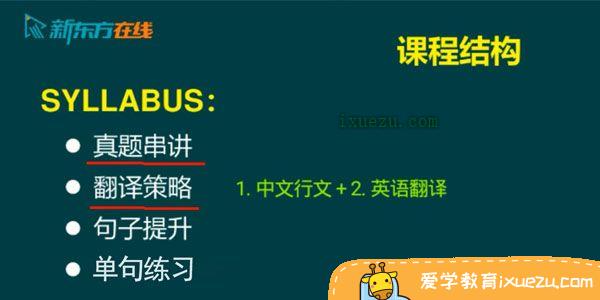 新东方在线
课程结构
SYLLABUS：
ixuezu.com
● 真题串讲
● 翻译策略 1. 中文行文 + 2. 英语翻译
● 句子提升
● 单句练习
爱学教育ixuezu.com